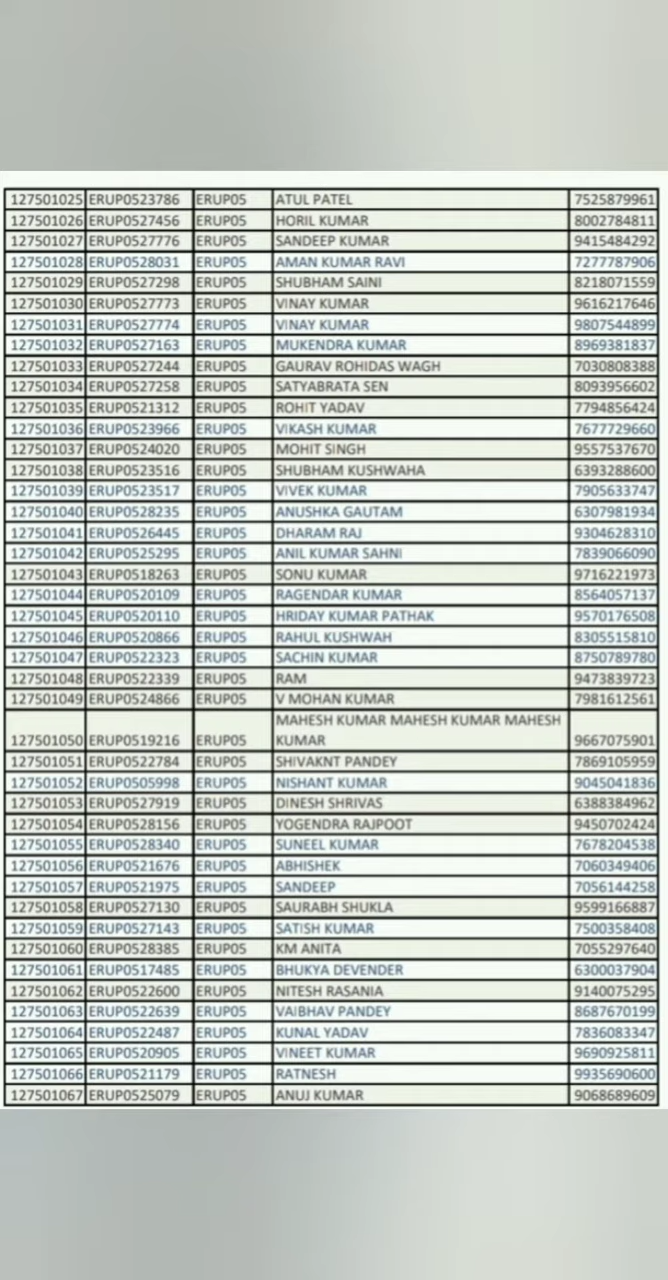 127501025 ERUP0523786 ERUP05 ATUL PATEL 7525879961
127501026 ERUP0527456 ERUP05 HORIL KUMAR 8002784811
127501027 ERUP0527776 ERUP05 SANDEEP KUMAR 9415484292
127501028 ERUP0528031 ERUP05 AMAN KUMAR RAVI 7277787906
127501029 ERUP0527298 ERUP05 SHUBHAM SAINI 8218071559
127501030 ERUP0527773 ERUP05 VINAY KUMAR 9616217646
127501031 ERUP0527774 ERUP05 VINAY KUMAR 9807544899
127501032 ERUP0527163 ERUP05 MUKENDRA KUMAR 8969381837
127501033 ERUP0527244 ERUP05 GAURAV ROHIDAS WAGH 7030808388
127501034 ERUP0527258 ERUP05 SATYABRATA SEN 8093956602
127501035 ERUP0521312 ERUP05 ROHIT YADAV 7794856424
127501036 ERUP0523966 ERUP05 VIKASH KUMAR 7677729660
127501037 ERUP0524020 ERUP05 MOHIT SINGH 9557537670
127501038 ERUP0523516 ERUP05 SHUBHAM KUSHWAHA 6393288600
127501039 ERUP0523517 ERUP05 VIVEK KUMAR 7905633747
127501040 ERUP0528235 ERUP05 ANUSHKA GAUTAM 6307981934
127501041 ERUP0526445 ERUP05 DHARAM RAJ 9304628310
127501042 ERUP0525295 ERUP05 ANIL KUMAR SAHNI 7839066090
127501043 ERUP0518263 ERUP05 SONU KUMAR 9716221973
127501044 ERUP0520109 ERUP05 RAGENDAR KUMAR 8564057137
127501045 ERUP0520110 ERUP05 HRIDAY KUMAR PATHAK 9570176508
127501046 ERUP0520866 ERUP05 RAHUL KUSHWAH 8305515810
127501047 ERUP0522323 ERUP05 SACHIN KUMAR 8750789780
127501048 ERUP0522339 ERUP05 RAM 9473839723
127501049 ERUP0524866 ERUP05 V MOHAN KUMAR 7981612561
MAHESH KUMAR MAHESH KUMAR MAHESH
127501050 ERUP0519216 ERUP05 KUMAR 9667075901
127501051 ERUP0522784 ERUP05 SHIVAKNT PANDEY 7869105959
127501052 ERUP0505998 ERUP05 NISHANT KUMAR 9045041836
127501053 ERUP0527919 ERUP05 DINESH SHRIVAS 6388384962
127501054 ERUP0528156 ERUP05 YOGENDRA RAJPOOT 9450702424
127501055 ERUP0528340 ERUP05 SUNEEL KUMAR 7678204538
127501056 ERUP0521676 ERUP05 ABHISHEK 7060349406
127501057 ERUP0521975 ERUP05 SANDEEP 7056144258
127501058 ERUP0527130 ERUP05 SAURABH SHUKLA 9599166887
127501059 ERUP0527143 ERUP05 SATISH KUMAR 7500358408
127501060 ERUP0528385 ERUP05 KM ANITA 7055297640
127501061 ERUP0517485 ERUP05 BHUKYA DEVENDER 6300037904
127501062 ERUP0522600 ERUP05 NITESH RASANIA 9140075295
127501063 ERUP0522639 ERUP05 VAIBHAV PANDEY 8687670199
127501064 ERUP0522487 ERUP05 KUNAL YADAV 7836083347
127501065 ERUP0520905 ERUP05 VINEET KUMAR 9690925811
127501066 ERUP0521179 ERUP05 RATNESH 9935690600
127501067 ERUP0525079 ERUP05 ANUJ KUMAR 9068689609